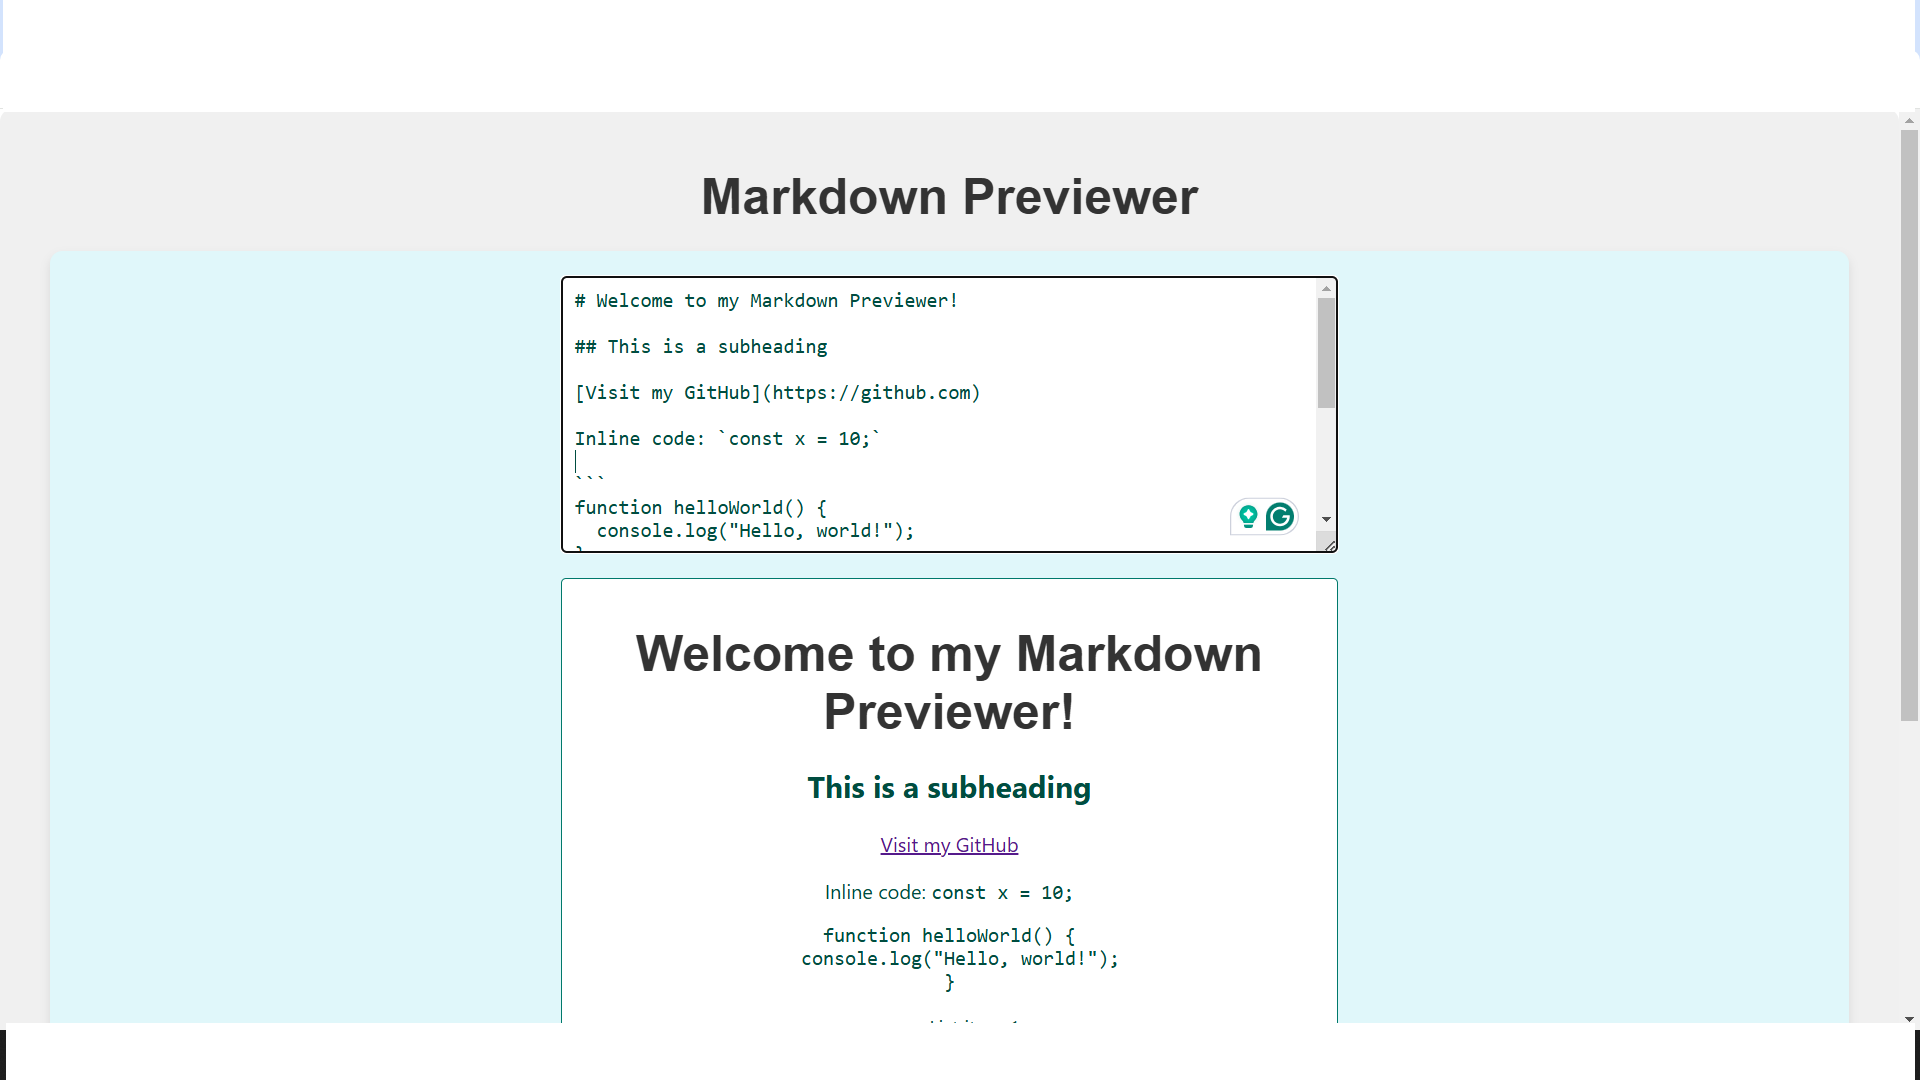 Markdown Previewer
# Welcome to my Markdown Previewer!
## This is a subheading
[Visit my GitHub](https://github.com)
Inline code: `const x = 10;`
```
function helloWorld() {
  console.log("Hello, world!");
Welcome to my Markdown
Previewer!
This is a subheading
Visit my GitHub
Inline code: const x = 10;
function helloWorld() {
console.log("Hello, world!");
}